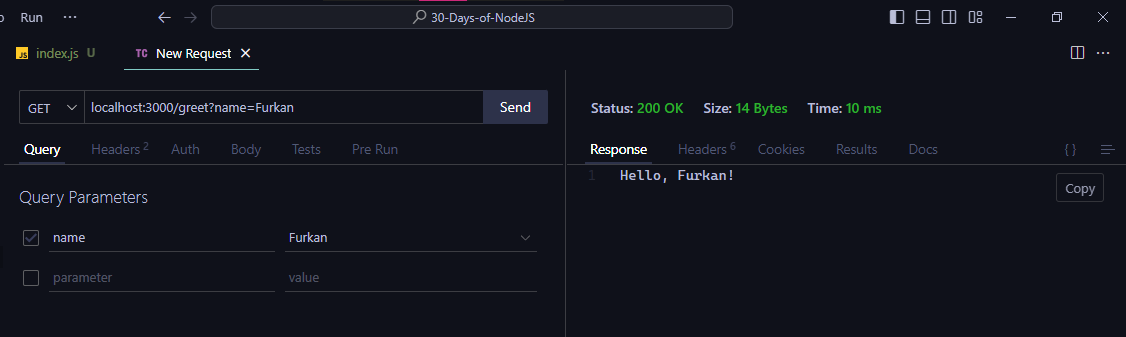 Run ··· ← → 30-Days-of-NodeJS
JS index.js U TC New Request ×
GET localhost:3000/greet?name=Furkan Send
Status: 200 OK Size: 14 Bytes Time: 10 ms
Query Headers 2 Auth Body Tests Pre Run
Response Headers 6 Cookies Results Docs { }
1 Hello, Furkan!
Copy
Query Parameters
name Furkan
parameter value